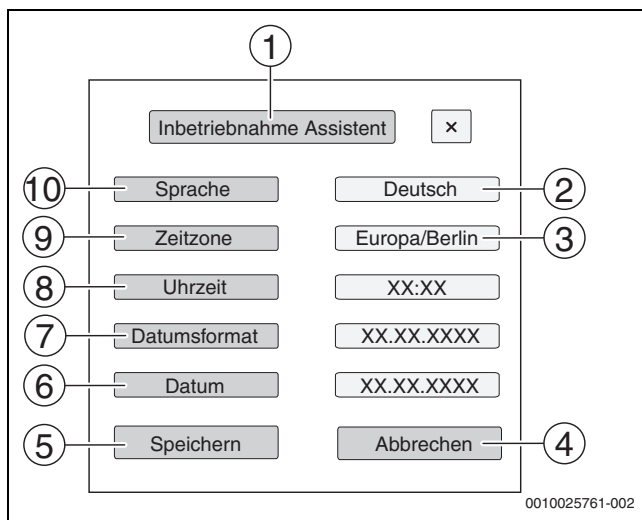 1
Inbetriebnahme Assistent ×
10 Sprache Deutsch 2
9 Zeitzone Europa/Berlin 3
8 Uhrzeit XX:XX
7 Datumsformat XX.XX.XXXX
6 Datum XX.XX.XXXX
5 Speichern Abbrechen 4
0010025761-002